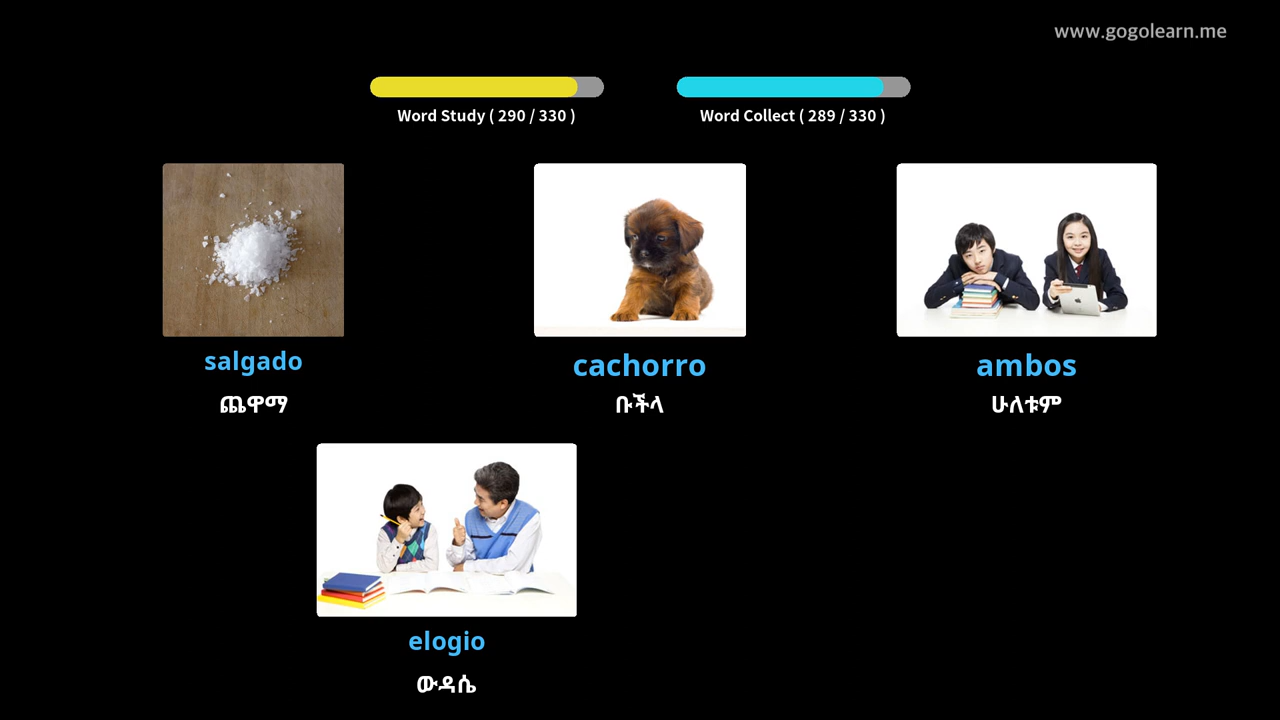 www.gogolearn.me
Word Study ( 290 / 330 )
Word Collect ( 289 / 330 )
salgado
ጨዋማ
cachorro
ቡችላ
ambos
ሁለቱም
elogio
ውዳሴ